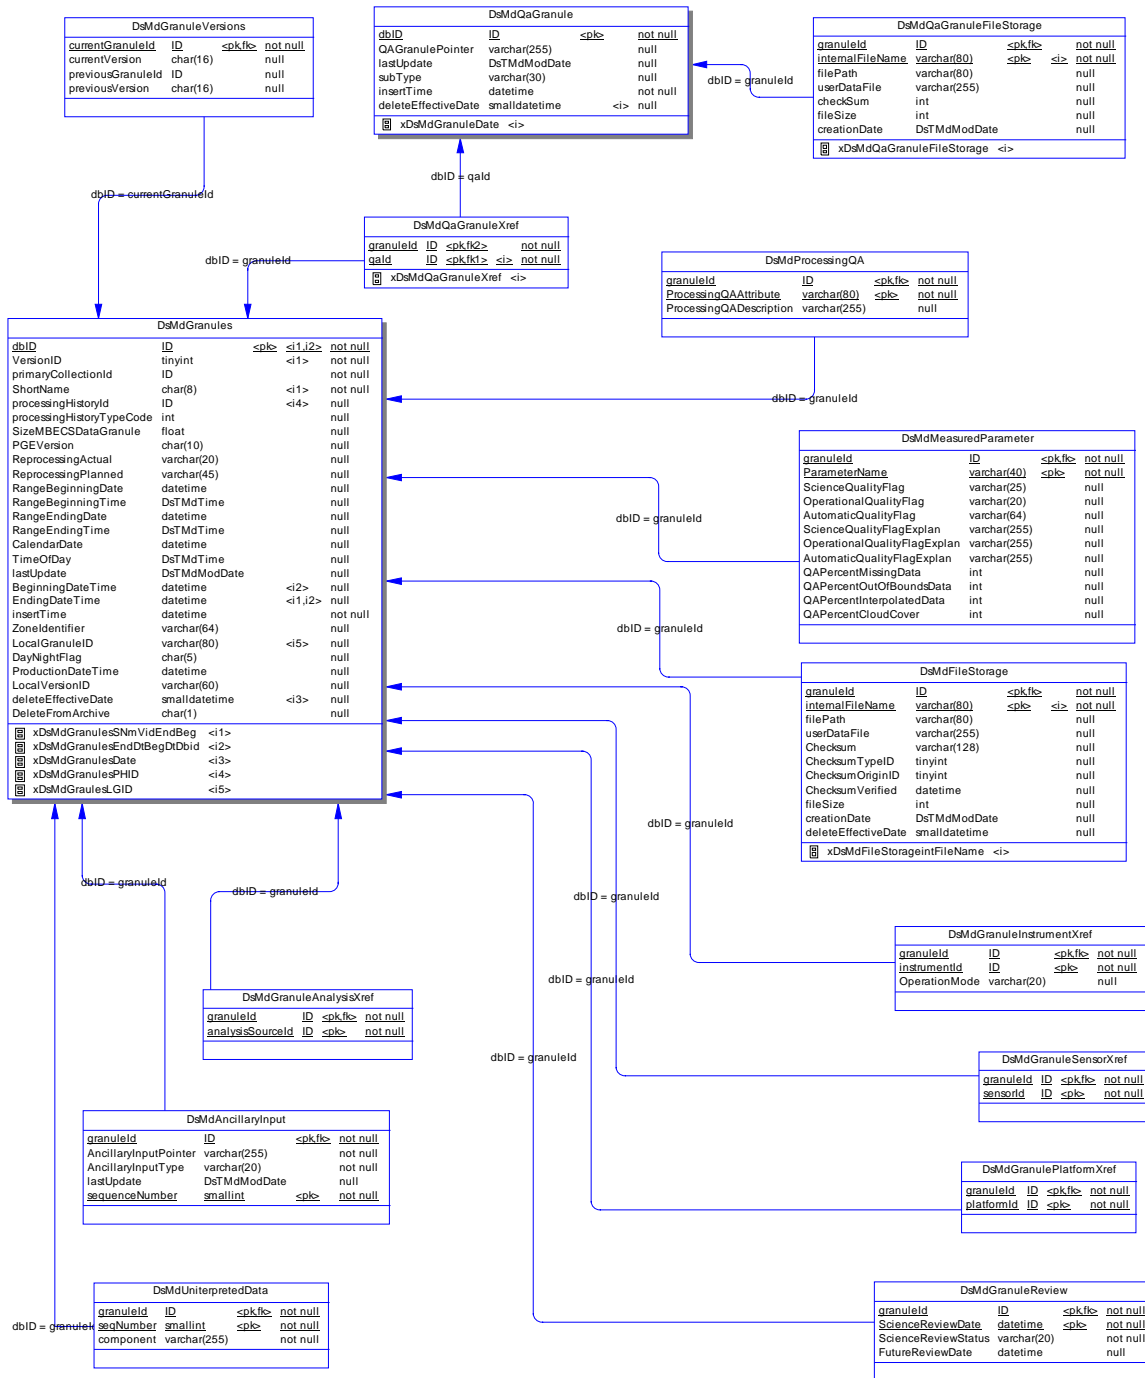 DsMdGranuleVersions
currentGranuleId ID <pk,fk> not null
currentVersion char(16) null
previousGranuleId ID null
previousVersion char(16) null
DsMdQaGranule
dbID ID <pk> not null
QAGranulePointer varchar(255) null
lastUpdate DsTMdModDate null
subType varchar(30) null
insertTime datetime not null
deleteEffectiveDate smalldatetime <i> null
xDsMdGranuleDate <i>
DsMdQaGranuleFileStorage
granuleId ID <pk,fk> not null
internalFileName varchar(80) <pk> <i> not null
filePath varchar(80) null
userDataFile varchar(255) null
checkSum int null
fileSize int null
creationDate DsTMdModDate null
xDsMdQaGranuleFileStorage <i>
dbID = granuleId
dbID = qaId
dbID = currentGranuleId
DsMdQaGranuleXref
granuleId ID <pk,fk2> not null
qaId ID <pk,fk1> <i> not null
xDsMdQaGranuleXref <i>
dbID = granuleId
DsMdProcessingQA
granuleId ID <pk,fk> not null
ProcessingQAAttribute varchar(80) <pk> not null
ProcessingQADescription varchar(255) null
dbID = granuleId
DsMdGranules
dbID ID <pk> <i1,i2> not null
VersionID tinyint <i1> not null
primaryCollectionId ID not null
ShortName char(8) <i1> not null
processingHistoryId ID <i4> null
processingHistoryTypeCode int null
SizeMBECSDataGranule float null
PGEVersion char(10) null
ReprocessingActual varchar(20) null
ReprocessingPlanned varchar(45) null
RangeBeginningDate datetime null
RangeBeginningTime DsTMdTime null
RangeEndingDate datetime null
RangeEndingTime DsTMdTime null
CalendarDate datetime null
TimeOfDay DsTMdTime null
lastUpdate DsTMdModDate null
BeginningDateTime datetime <i2> null
EndingDateTime datetime <i1,i2> null
insertTime datetime not null
ZoneIdentifier varchar(64) null
LocalGranuleID varchar(80) <i5> null
DayNightFlag char(5) null
ProductionDateTime datetime null
LocalVersionID varchar(60) null
deleteEffectiveDate smalldatetime <i3> null
DeleteFromArchive char(1) null
xDsMdGranulesSNmVidEndBeg <i1>
xDsMdGranulesEndDtBegDtDbid <i2>
xDsMdGranulesDate <i3>
xDsMdGranulesPHID <i4>
xDsMdGraulesLGID <i5>
DsMdMeasuredParameter
granuleId ID <pk,fk> not null
ParameterName varchar(40) <pk> not null
ScienceQualityFlag varchar(25) null
OperationalQualityFlag varchar(20) null
AutomaticQualityFlag varchar(64) null
ScienceQualityFlagExplan varchar(255) null
OperationalQualityFlagExplan varchar(255) null
AutomaticQualityFlagExplan varchar(255) null
QAPercentMissingData int null
QAPercentOutOfBoundsData int null
QAPercentInterpolatedData int null
QAPercentCloudCover int null
dbID = granuleId
dbID = granuleId
DsMdFileStorage
granuleId ID <pk,fk> not null
internalFileName varchar(80) <pk> <i> not null
filePath varchar(80) null
userDataFile varchar(255) null
Checksum varchar(128) null
ChecksumTypeID tinyint null
ChecksumOriginID tinyint null
ChecksumVerified datetime null
fileSize int null
creationDate DsTMdModDate null
deleteEffectiveDate smalldatetime null
xDsMdFileStorageintFileName <i>
dbID = granuleId
dbID = granuleId
dbID = granuleId
dbID = granuleId
dbID = granuleId
dbID = granuleId
DsMdGranuleInstrumentXref
granuleId ID <pk,fk> not null
instrumentId ID <pk> not null
OperationMode varchar(20) null
DsMdGranuleAnalysisXref
granuleId ID <pk,fk> not null
analysisSourceId ID <pk> not null
DsMdGranuleSensorXref
granuleId ID <pk,fk> not null
sensorId ID <pk> not null
DsMdAncillaryInput
granuleId ID <pk,fk> not null
AncillaryInputPointer varchar(255) not null
AncillaryInputType varchar(20) not null
lastUpdate DsTMdModDate null
sequenceNumber smallint <pk> not null
DsMdGranulePlatformXref
granuleId ID <pk,fk> not null
platformId ID <pk> not null
DsMdUniterpretedData
granuleId ID <pk,fk> not null
seqNumber smallint <pk> not null
component varchar(255) not null
dbID = granuleId
DsMdGranuleReview
granuleId ID <pk,fk> not null
ScienceReviewDate datetime <pk> not null
ScienceReviewStatus varchar(20) not null
FutureReviewDate datetime null